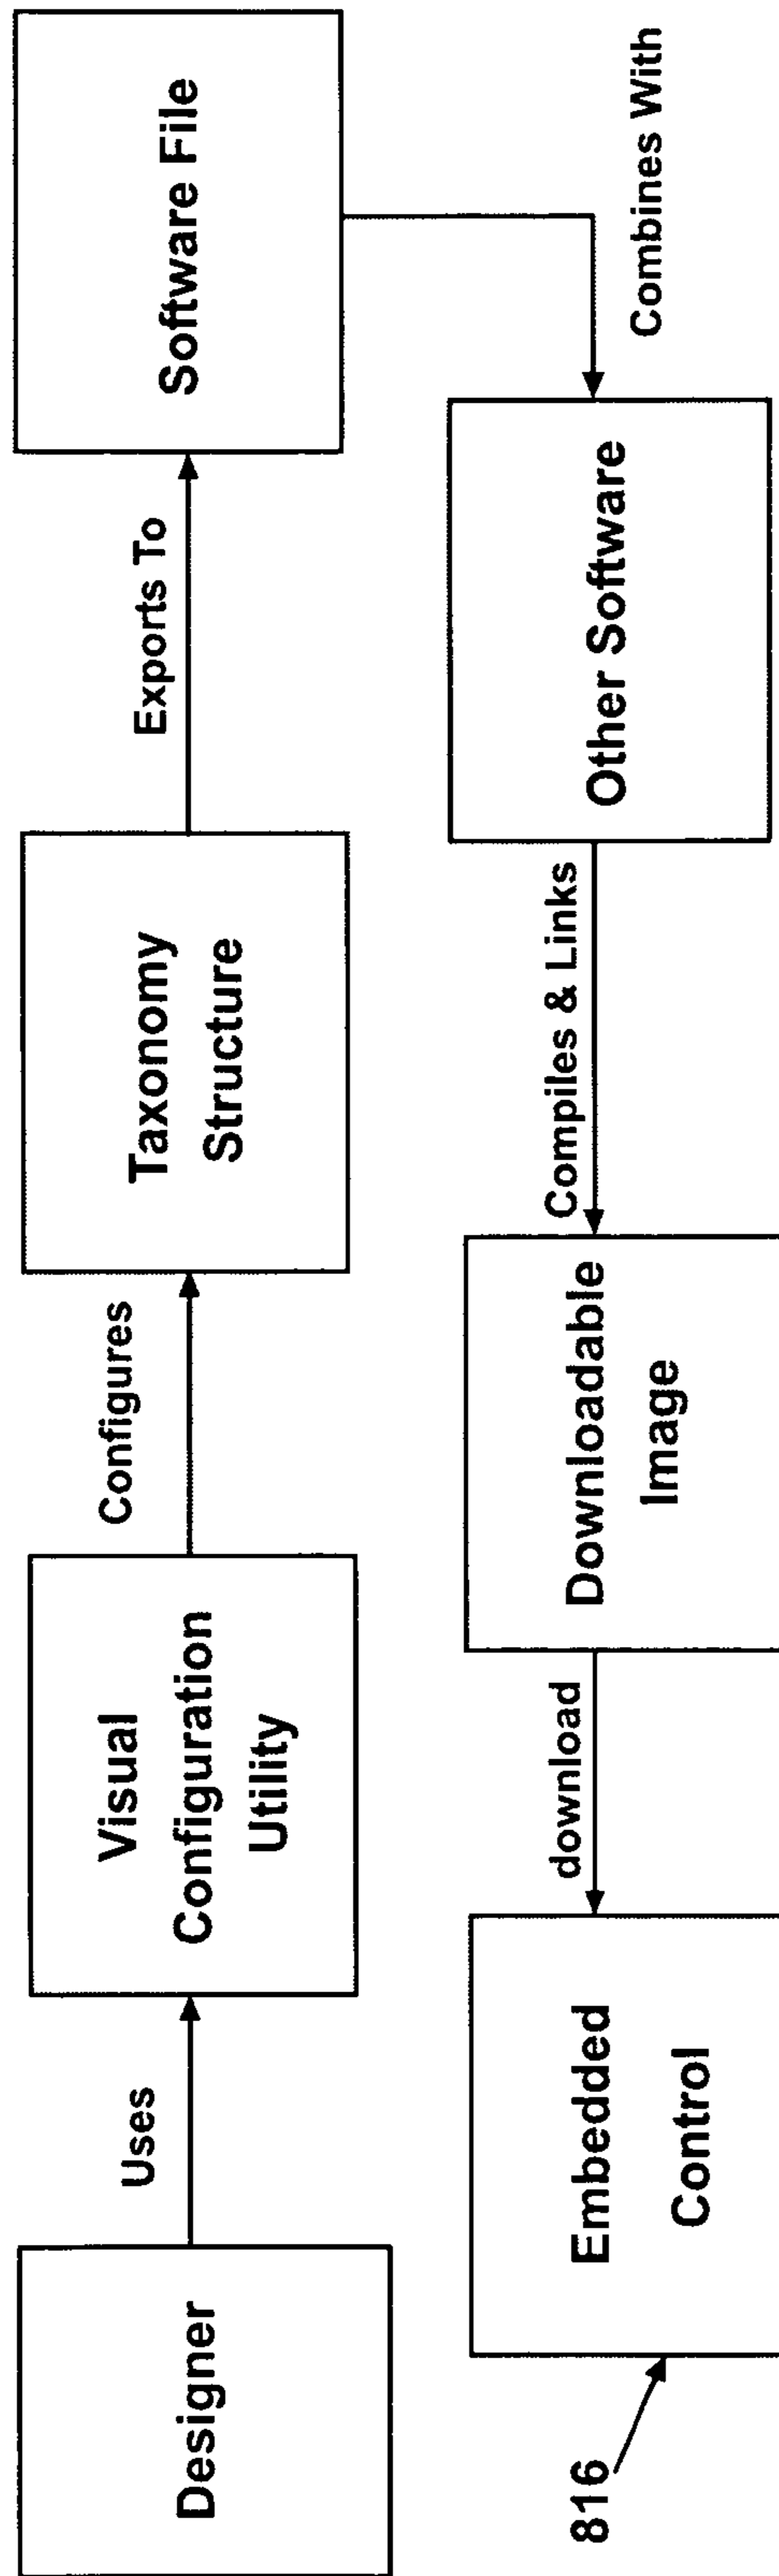 Designer
Uses
Visual
Configuration
Utility
Configures
Taxonomy
Structure
Exports To
Software File
Combines With
Other Software
Compiles & Links
Downloadable
Image
download
Embedded
Control
816